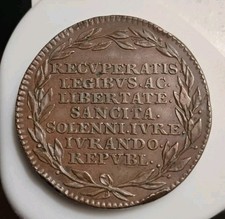 RECVPERATIS
LEGIBVS·AC·
LIBERTATE·
SANCITA·
SOLENNI·IVRE·
IVRANDO·
REPVBL·